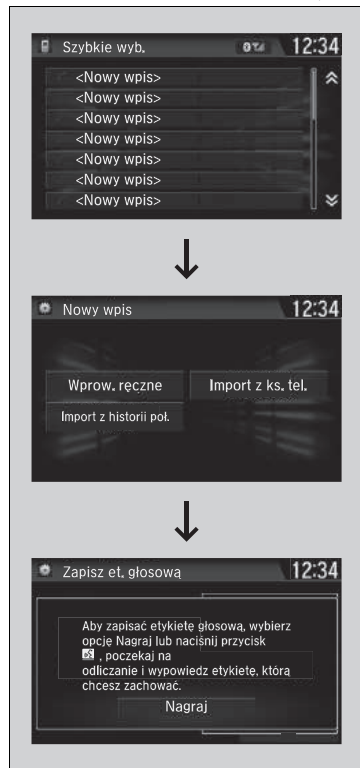 Szybkie wyb. 12:34
<Nowy wpis>
<Nowy wpis>
<Nowy wpis>
<Nowy wpis>
<Nowy wpis>
<Nowy wpis>
<Nowy wpis>
Nowy wpis 12:34
Wprow. ręczne Import z ks. tel.
Import z historii poł.
Zapisz et. głosową 12:34
Aby zapisać etykietę głosową, wybierz
opcję Nagraj lub naciśnij przycisk
, poczekaj na
odliczanie i wypowiedz etykietę, którą
chcesz zachować.
Nagraj